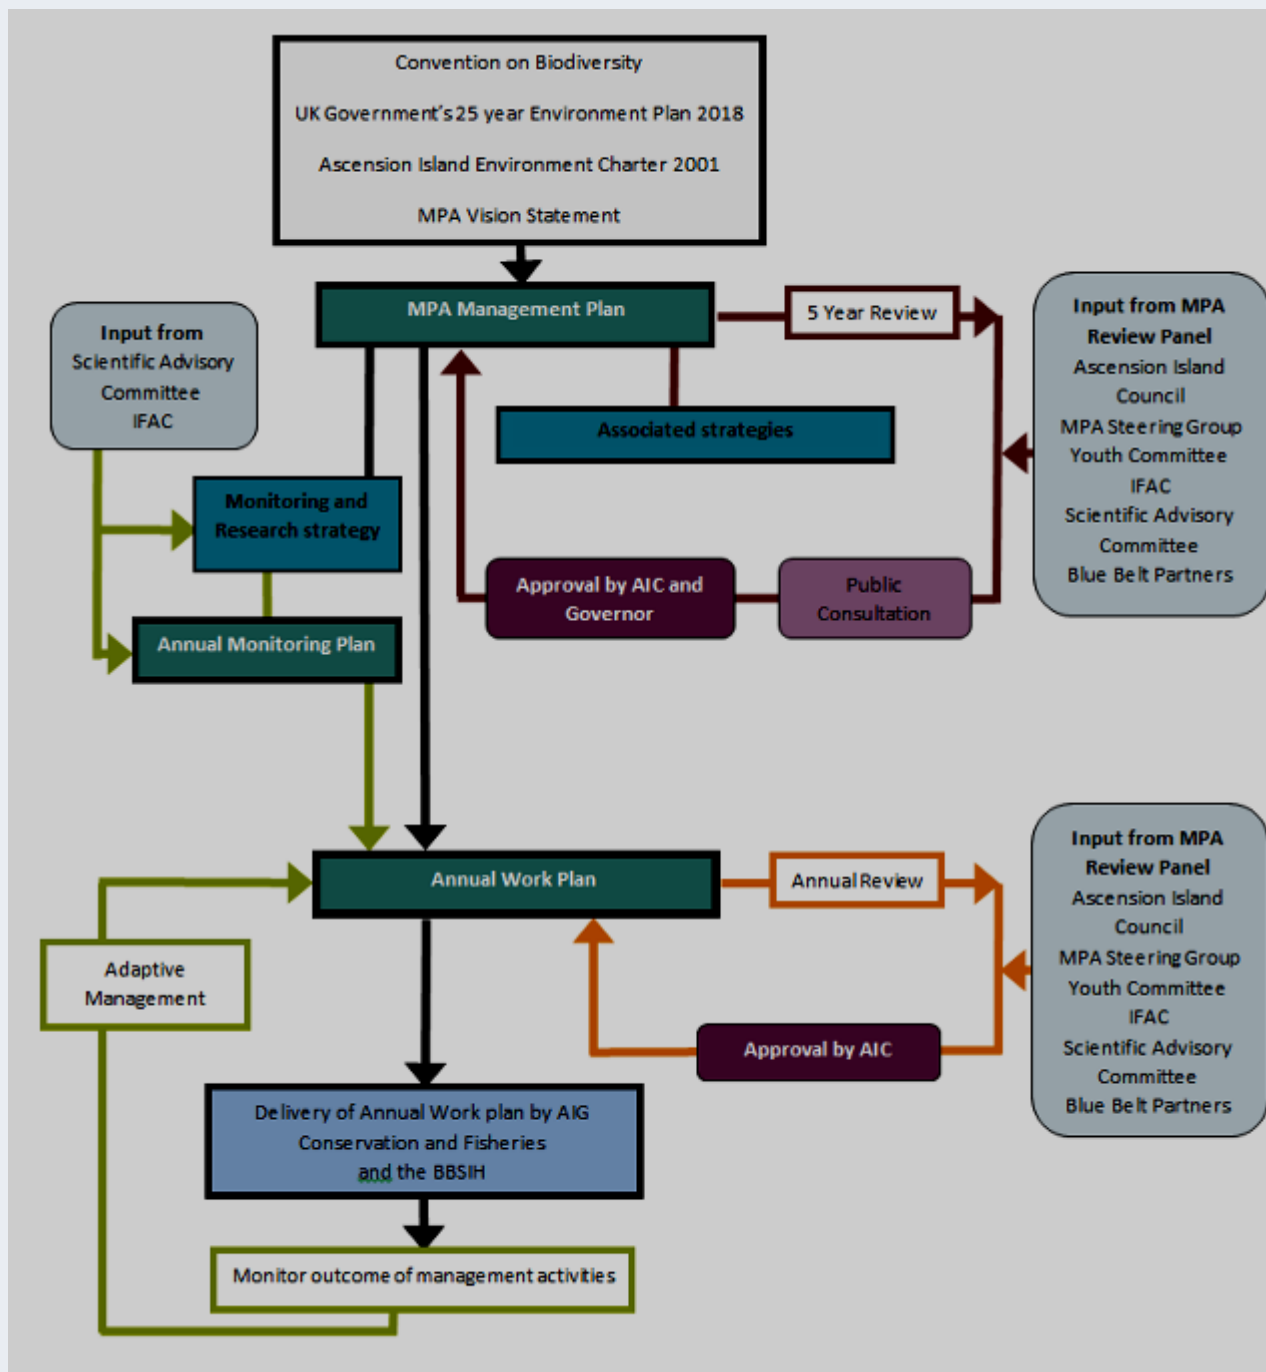 Convention on Biodiversity
UK Government's 25 year Environment Plan 2018
Ascension Island Environment Charter 2001
MPA Vision Statement
MPA Management Plan
5 Year Review
Input from MPA
Review Panel
Ascension Island
Council
MPA Steering Group
Youth Committee
IFAC
Scientific Advisory
Committee
Blue Belt Partners
Input from
Scientific Advisory
Committee
IFAC
Associated strategies
Monitoring and
Research strategy
Approval by AIC and
Governor
Public
Consultation
Annual Monitoring Plan
Annual Work Plan
Annual Review
Input from MPA
Review Panel
Ascension Island
Council
MPA Steering Group
Youth Committee
IFAC
Scientific Advisory
Committee
Blue Belt Partners
Adaptive
Management
Approval by AIC
Delivery of Annual Work plan by AIG
Conservation and Fisheries
and the BBSIH
Monitor outcome of management activities